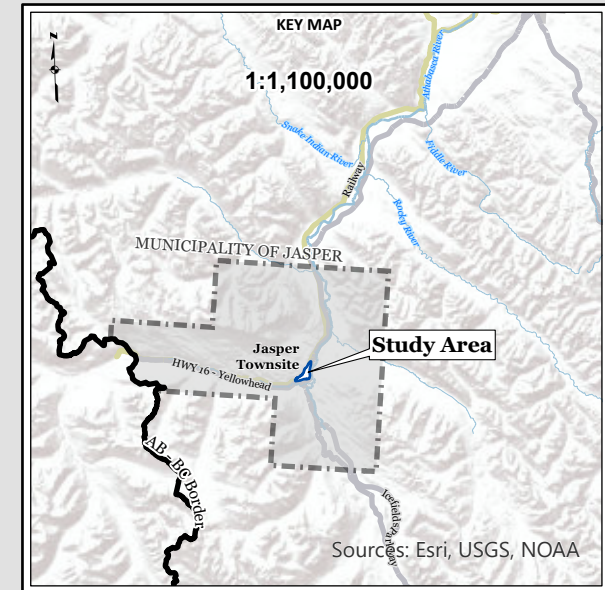 KEY MAP
N
1:1,100,000
Athabasca River
Snake Indian River
Fiddle River
Railway
Rocky River
MUNICIPALITY OF JASPER
Jasper
Townsite
Study Area
HWY 16 - Yellowhead
AB - BC Border
Icefields Parkway
Sources: Esri, USGS, NOAA